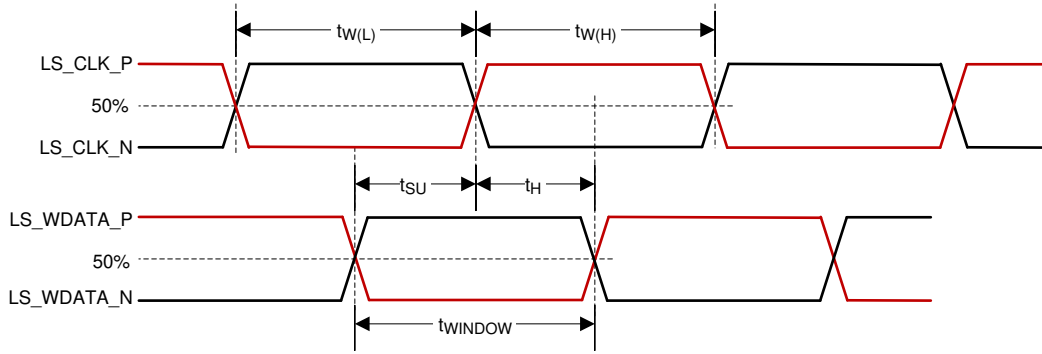 tW(L) tW(H)
LS_CLK_P
50%
LS_CLK_N
tSU tH
LS_WDATA_P
50%
LS_WDATA_N
tWINDOW